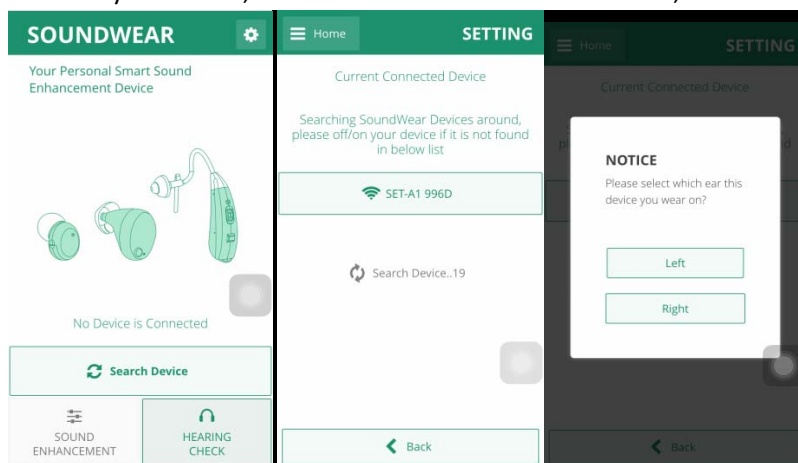 SOUNDWEAR
Your Personal Smart Sound
Enhancement Device
No Device is Connected
Search Device
SOUND
ENHANCEMENT
HEARING
CHECK
Home
SETTING
Current Connected Device
Searching SoundWear Devices around,
please off/on your device if it is not found
in below list
SET-A1 996D
Search Device..19
Back
Home
SETTING
Current Connected Device
NOTICE
Please select which ear this
device you wear on?
Left
Right
Back